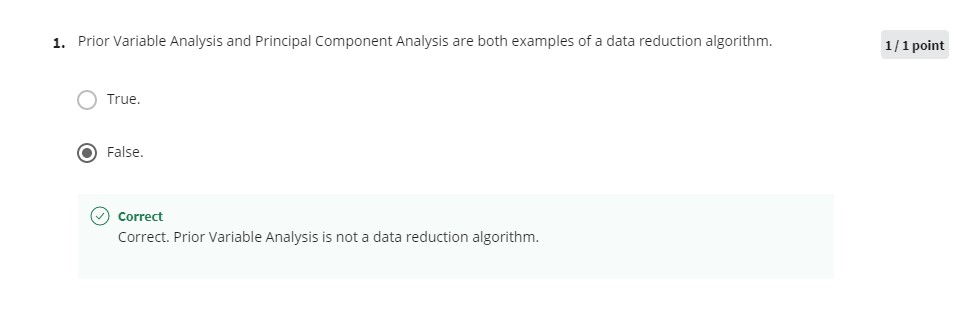 1. Prior Variable Analysis and Principal Component Analysis are both examples of a data reduction algorithm.
1 / 1 point
True.
False.
Correct
Correct. Prior Variable Analysis is not a data reduction algorithm.